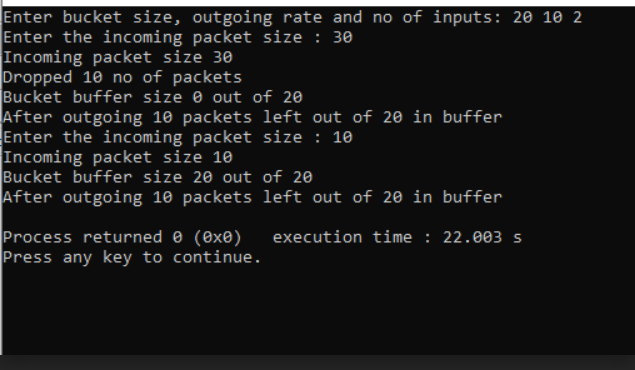 Enter bucket size, outgoing rate and no of inputs: 20 10 2
Enter the incoming packet size : 30
Incoming packet size 30
Dropped 10 no of packets
Bucket buffer size 0 out of 20
After outgoing 10 packets left out of 20 in buffer
Enter the incoming packet size : 10
Incoming packet size 10
Bucket buffer size 20 out of 20
After outgoing 10 packets left out of 20 in buffer
Process returned 0 (0x0)   execution time : 22.003 s
Press any key to continue.